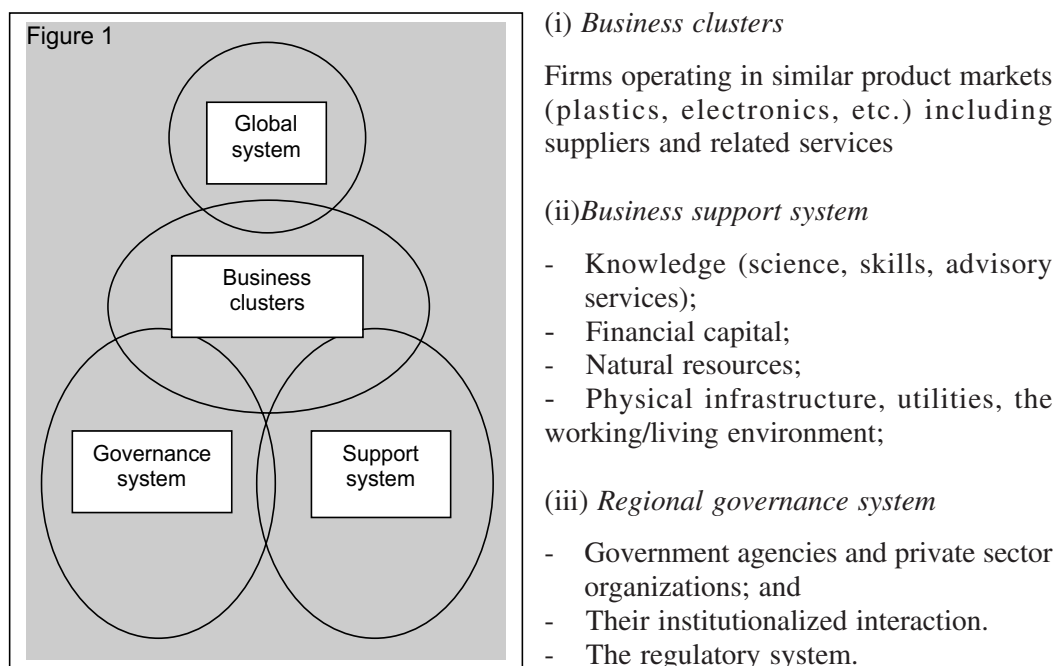 Figure 1
Global
system
Business
clusters
Governance
system
Support
system
(i) Business clusters
Firms operating in similar product markets
(plastics, electronics, etc.) including
suppliers and related services
(ii)Business support system
- Knowledge (science, skills, advisory
services);
- Financial capital;
- Natural resources;
- Physical infrastructure, utilities, the
working/living environment;
(iii) Regional governance system
- Government agencies and private sector
organizations; and
- Their institutionalized interaction.
- The regulatory system.